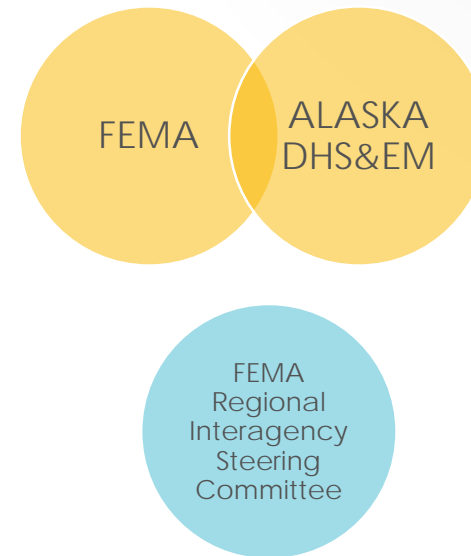 FEMA
ALASKA
DHS&EM
FEMA
Regional
Interagency
Steering
Committee